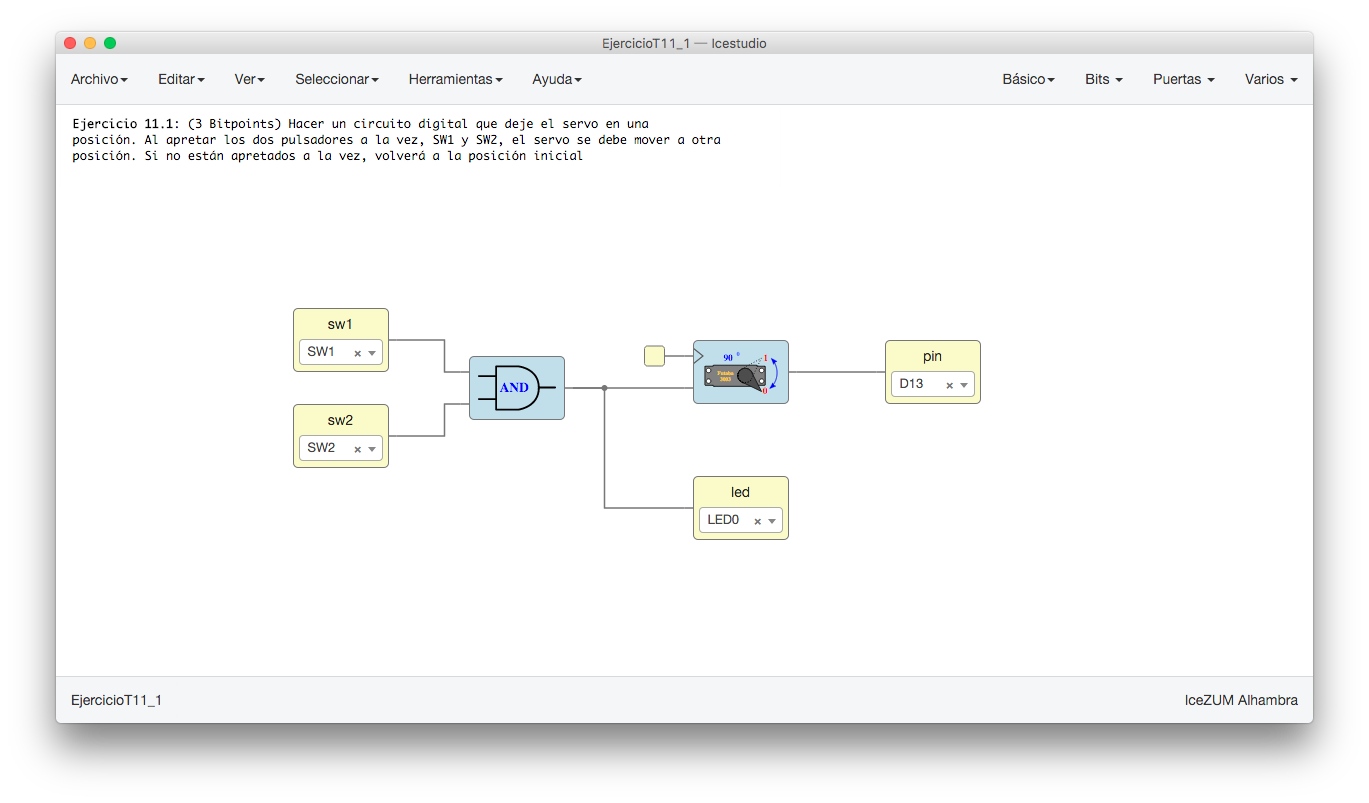 EjercicioT11_1 — Icestudio
Archivo Editar Ver Seleccionar Herramientas Ayuda Básico Bits Puertas Varios
Ejercicio 11.1: (3 Bitpoints) Hacer un circuito digital que deje el servo en una
posición. Al apretar los dos pulsadores a la vez, SW1 y SW2, el servo se debe mover a otra
posición. Si no están apretados a la vez, volverá a la posición inicial
sw1
SW1
sw2
SW2
AND
90 º
1
Futaba
3003
0
pin
D13
led
LED0
EjercicioT11_1
IceZUM Alhambra